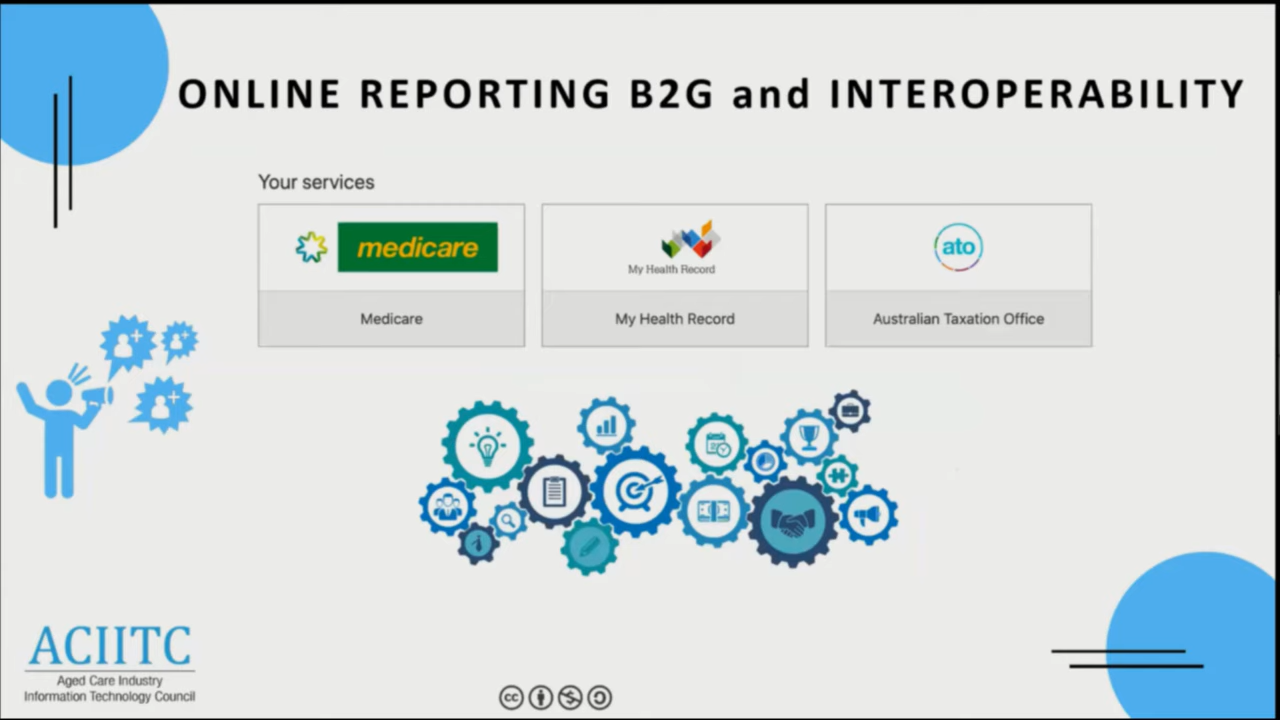 ONLINE REPORTING B2G and INTEROPERABILITY
Your services
medicare
My Health Record
ato
Medicare
My Health Record
Australian Taxation Office
ACIITC
Aged Care Industry
Information Technology Council
cc